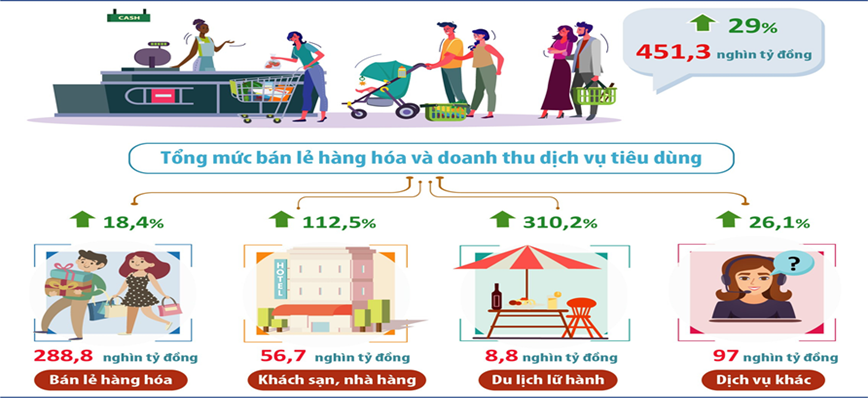 CASH
29%
451,3 nghìn tỷ đồng
Tổng mức bán lẻ hàng hóa và doanh thu dịch vụ tiêu dùng
18,4%
112,5%
310,2%
26,1%
HOTEL
?
288,8 nghìn tỷ đồng
56,7 nghìn tỷ đồng
8,8 nghìn tỷ đồng
97 nghìn tỷ đồng
Bán lẻ hàng hóa
Khách sạn, nhà hàng
Du lịch lữ hành
Dịch vụ khác